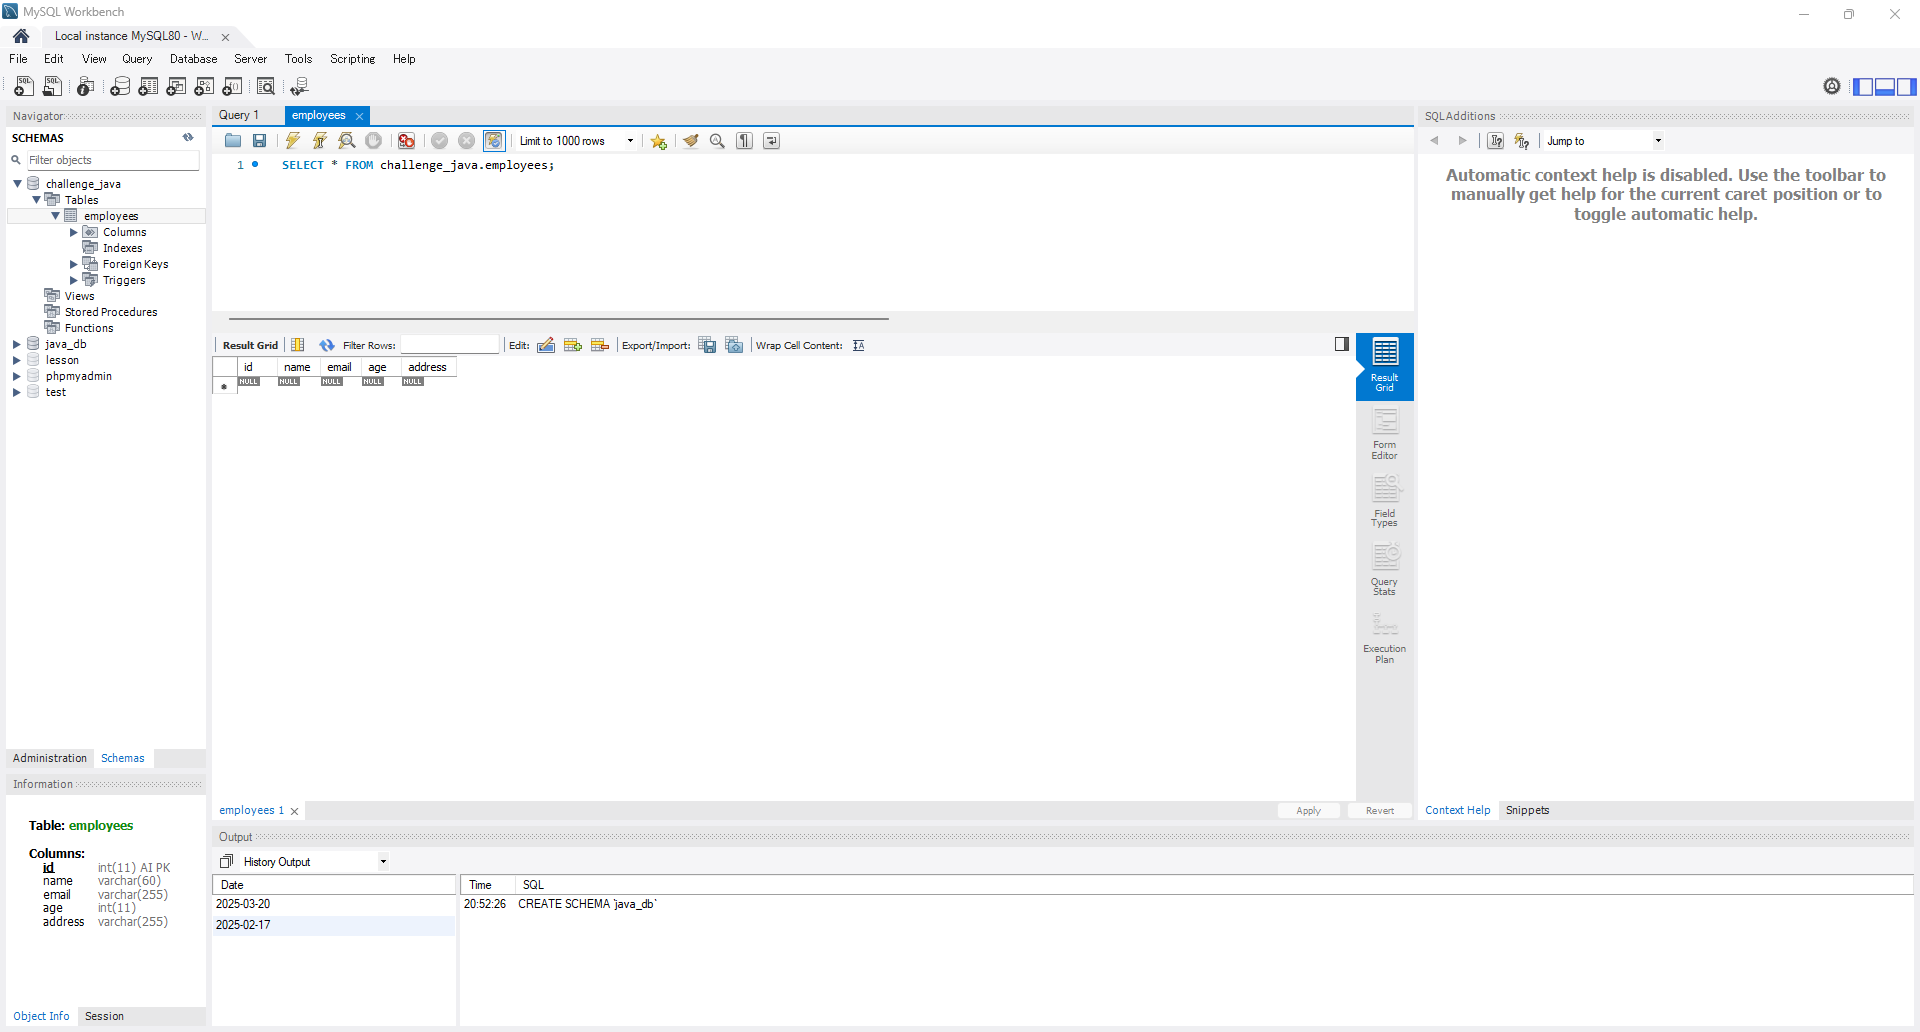 MySQL Workbench
Local instance MySQL80 - W...
File Edit View Query Database Server Tools Scripting Help
Navigator
SCHEMAS
Filter objects
challenge_java
Tables
employees
Columns
Indexes
Foreign Keys
Triggers
Views
Stored Procedures
Functions
java_db
lesson
phpmyadmin
test
Administration Schemas
Information
Table: employees
Columns:
id int(11) AI PK
name varchar(60)
email varchar(255)
age int(11)
address varchar(255)
Object Info Session
Query 1 employees
Limit to 1000 rows
1 SELECT * FROM challenge_java.employees;
Result Grid Filter Rows: Edit: Export/Import: Wrap Cell Content:
id name email age address
NULL NULL NULL NULL NULL
Result
Grid
Form
Editor
Field
Types
Query
Stats
Execution
Plan
employees 1 Apply Revert
SQLAdditions
Jump to
Automatic context help is disabled. Use the toolbar to
manually get help for the current caret position or to
toggle automatic help.
Context Help Snippets
Output
History Output
Date Time SQL
2025-03-20 20:52:26 CREATE SCHEMA `java_db`
2025-02-17